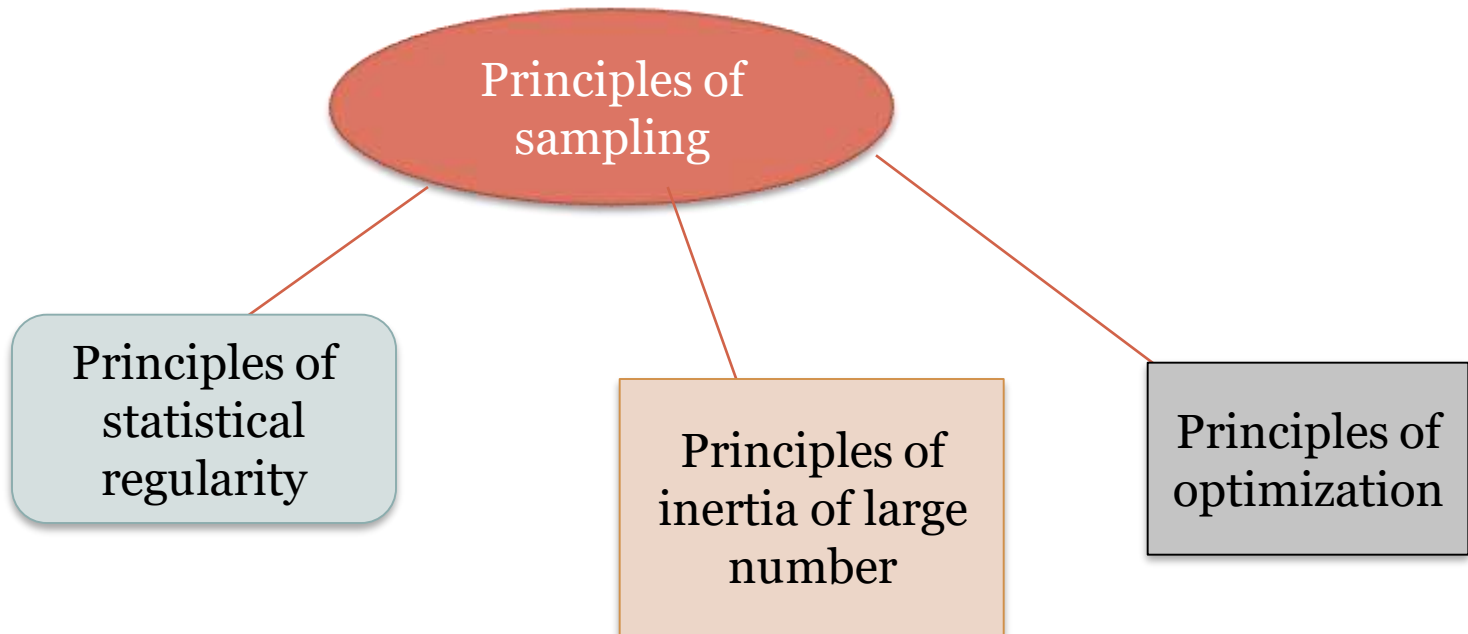 Principles of
sampling
Principles of
statistical
regularity
Principles of
inertia of large
number
Principles of
optimization